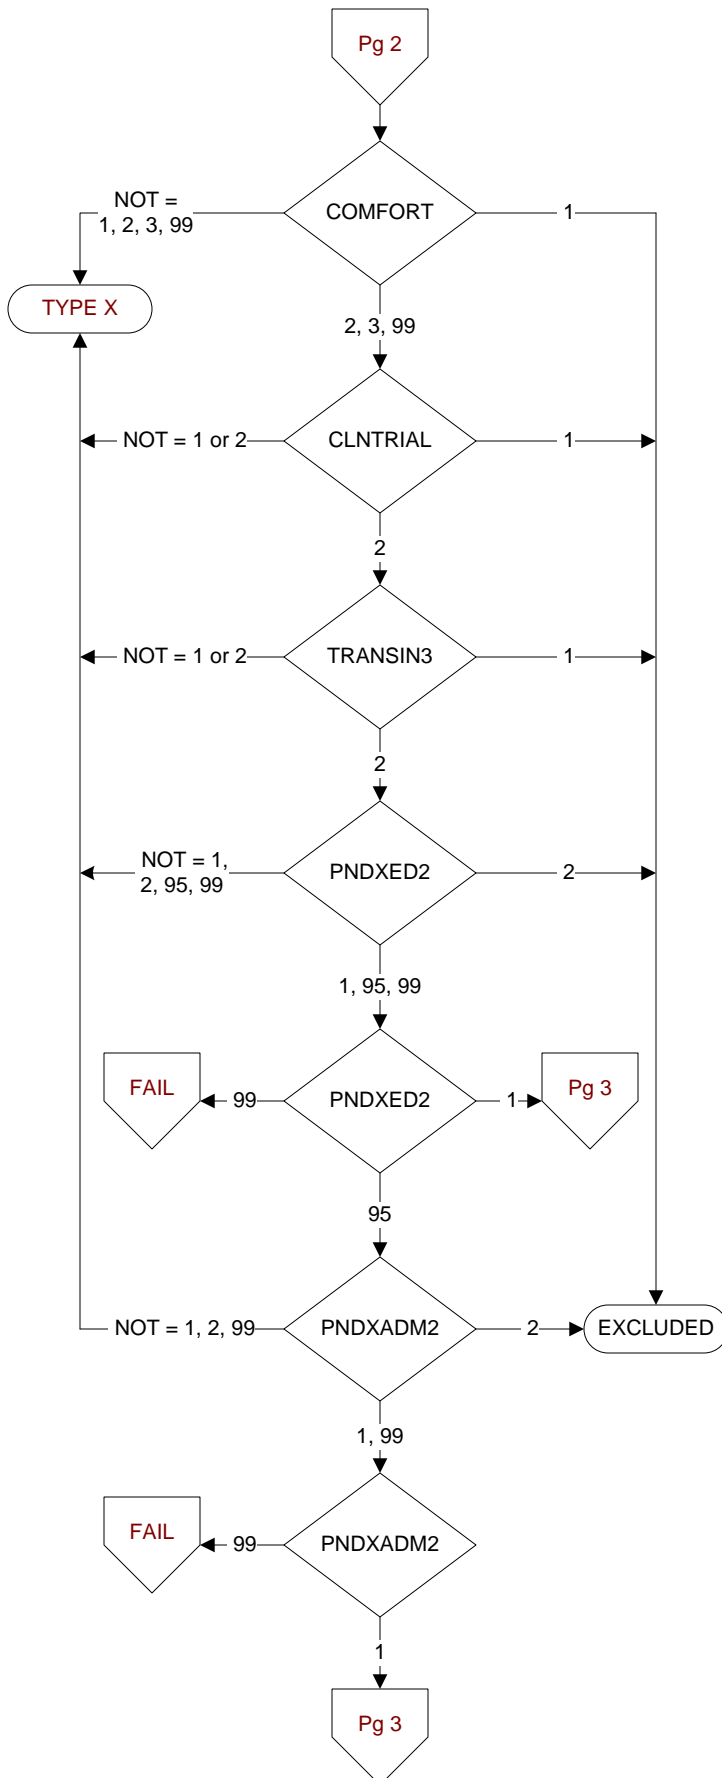 Pg 2
NOT =
1, 2, 3, 99
COMFORT
1
TYPE X
2, 3, 99
NOT = 1 or 2
CLNTRIAL
1
2
NOT = 1 or 2
TRANSIN3
1
2
NOT = 1,
2, 95, 99
PNDXED2
2
1, 95, 99
FAIL
99
PNDXED2
1
Pg 3
95
NOT = 1, 2, 99
PNDXADM2
2
EXCLUDED
1, 99
FAIL
99
PNDXADM2
1
Pg 3